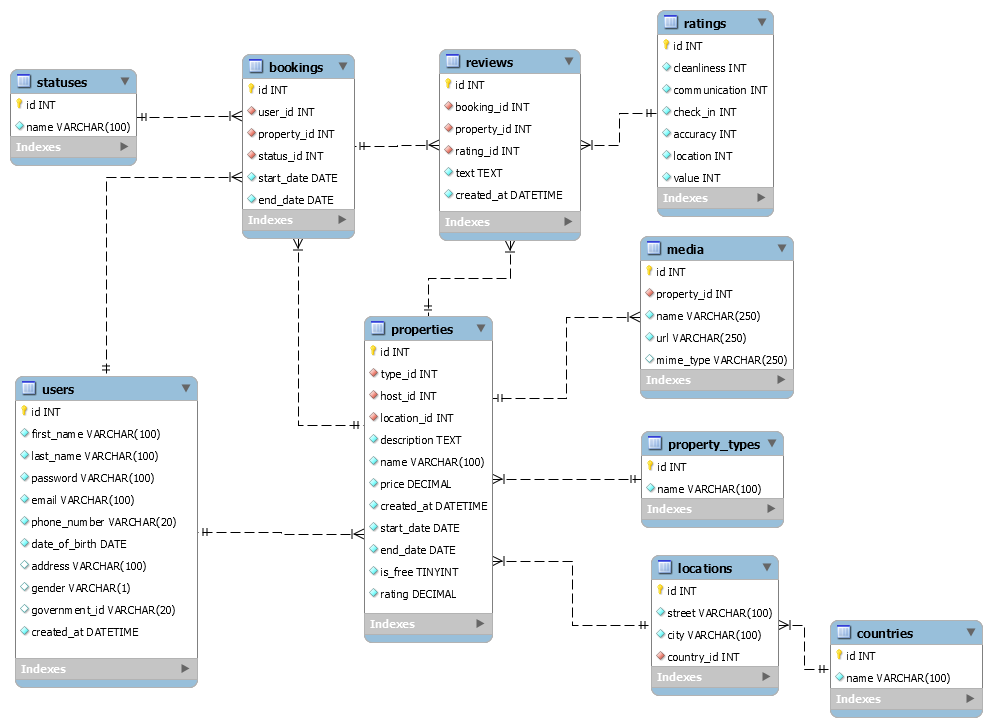 statuses
id INT
name VARCHAR(100)
Indexes
bookings
id INT
user_id INT
property_id INT
status_id INT
start_date DATE
end_date DATE
Indexes
reviews
id INT
booking_id INT
property_id INT
rating_id INT
text TEXT
created_at DATETIME
Indexes
ratings
id INT
cleanliness INT
communication INT
check_in INT
accuracy INT
location INT
value INT
Indexes
media
id INT
property_id INT
name VARCHAR(250)
url VARCHAR(250)
mime_type VARCHAR(250)
Indexes
users
id INT
first_name VARCHAR(100)
last_name VARCHAR(100)
password VARCHAR(100)
email VARCHAR(100)
phone_number VARCHAR(20)
date_of_birth DATE
address VARCHAR(100)
gender VARCHAR(1)
government_id VARCHAR(20)
created_at DATETIME
Indexes
properties
id INT
type_id INT
host_id INT
location_id INT
description TEXT
name VARCHAR(100)
price DECIMAL
created_at DATETIME
start_date DATE
end_date DATE
is_free TINYINT
rating DECIMAL
Indexes
property_types
id INT
name VARCHAR(100)
Indexes
locations
id INT
street VARCHAR(100)
city VARCHAR(100)
country_id INT
Indexes
countries
id INT
name VARCHAR(100)
Indexes